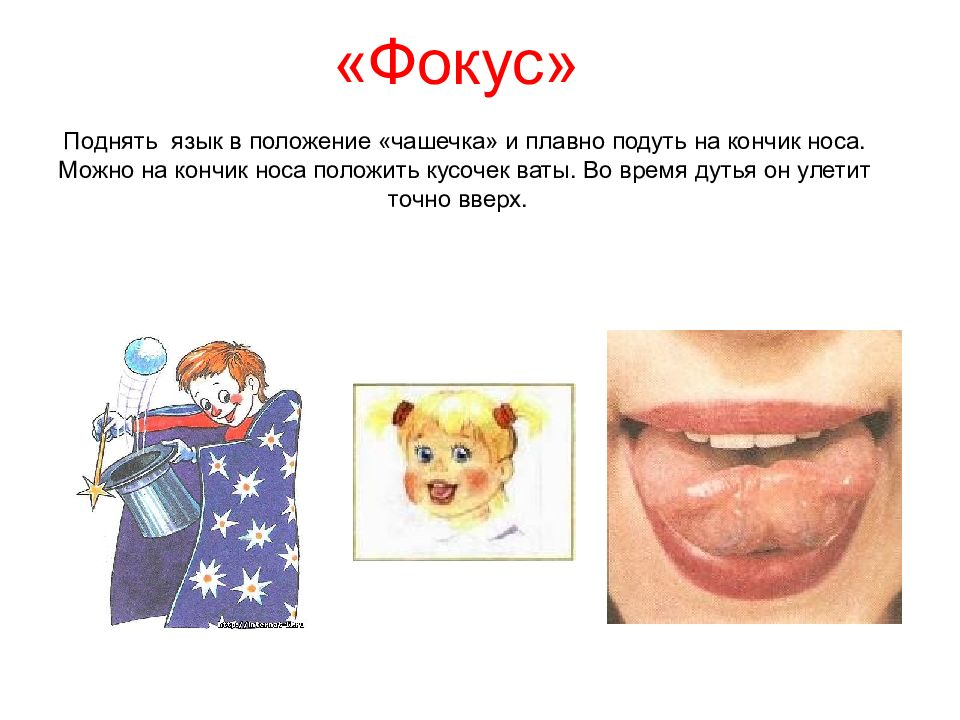 «Фокус»
Поднять язык в положение «чашечка» и плавно подуть на кончик носа.
Можно на кончик носа положить кусочек ваты. Во время дутья он улетит
точно вверх.